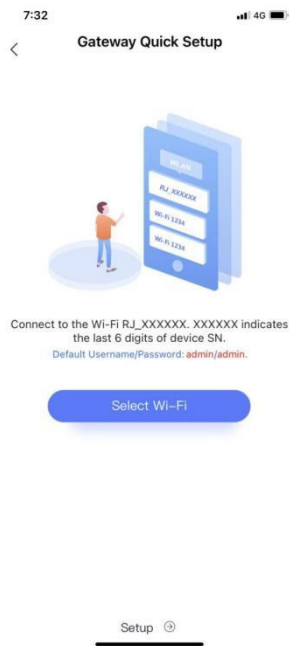 7:32
4G
Gateway Quick Setup
WLAN
RJ_XXXXXX
Wi-Fi 1234
Wi-Fi 1234
Connect to the Wi-Fi RJ_XXXXXX. XXXXXX indicates
the last 6 digits of device SN.
Default Username/Password: admin/admin.
Select Wi-Fi
Setup